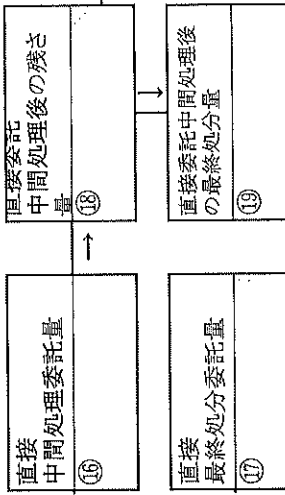 直接
中間処理委託量
⑯
→
直接委託
中間処理後の残さ
量
⑱
↓
直接
最終処分委託量
⑰
直接委託中間処理後
の最終処分量
⑲